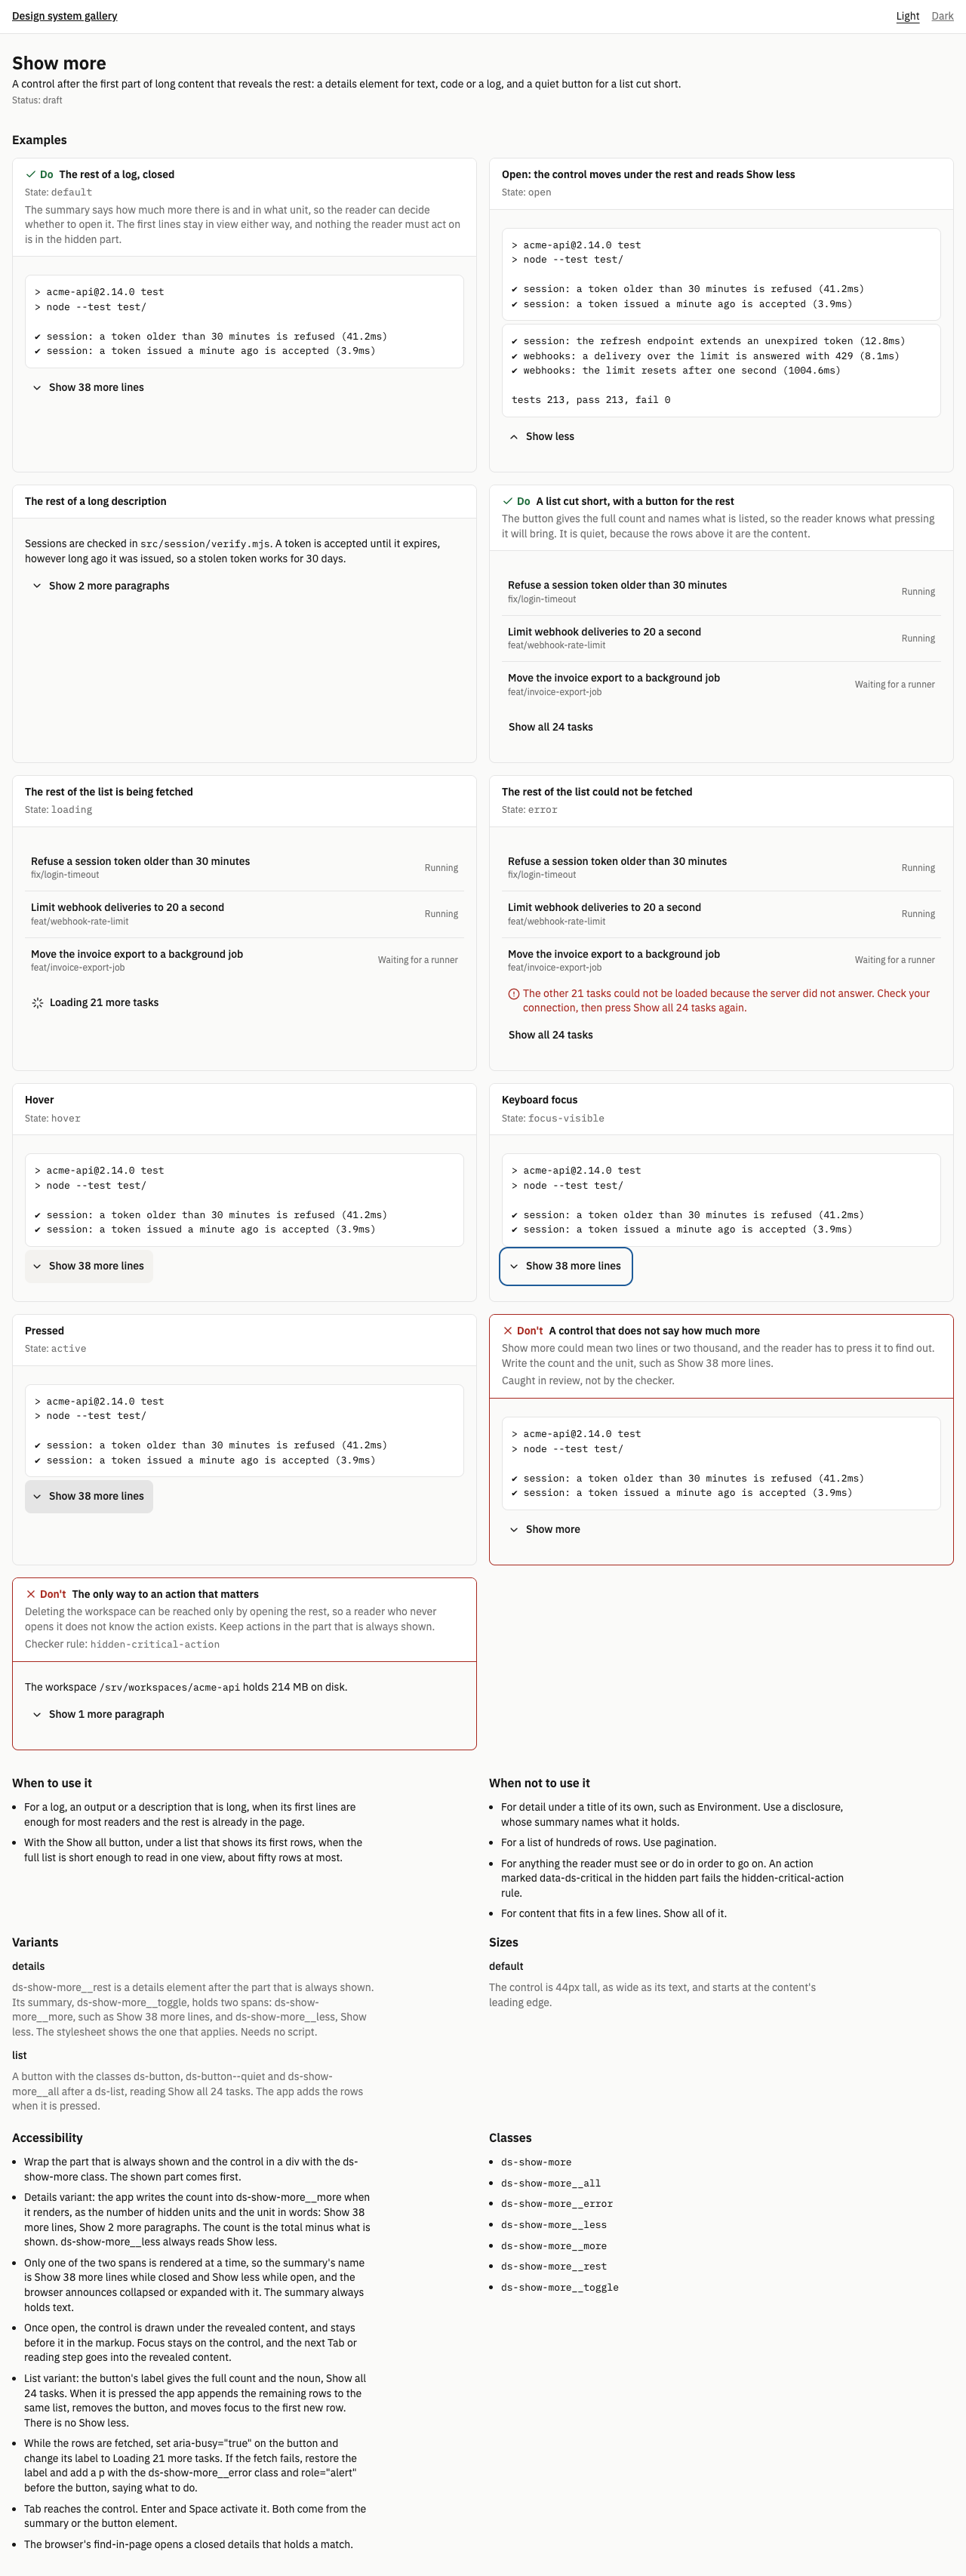 Design system gallery
Light
Dark
Show more
A control after the first part of long content that reveals the rest: a details element for text, code or a log, and a quiet button for a list cut short.
Status: draft
Examples
Do The rest of a log, closed
State: default
The summary says how much more there is and in what unit, so the reader can decide
whether to open it. The first lines stay in view either way, and nothing the reader must act on
is in the hidden part.
> acme-api@2.14.0 test
> node --test test/
✔ session: a token older than 30 minutes is refused (41.2ms)
✔ session: a token issued a minute ago is accepted (3.9ms)
Show 38 more lines
Open: the control moves under the rest and reads Show less
State: open
> acme-api@2.14.0 test
> node --test test/
✔ session: a token older than 30 minutes is refused (41.2ms)
✔ session: a token issued a minute ago is accepted (3.9ms)
✔ session: the refresh endpoint extends an unexpired token (12.8ms)
✔ webhooks: a delivery over the limit is answered with 429 (8.1ms)
✔ webhooks: the limit resets after one second (1004.6ms)
tests 213, pass 213, fail 0
Show less
The rest of a long description
Sessions are checked in src/session/verify.mjs. A token is accepted until it expires,
however long ago it was issued, so a stolen token works for 30 days.
Show 2 more paragraphs
Do A list cut short, with a button for the rest
The button gives the full count and names what is listed, so the reader knows what pressing
it will bring. It is quiet, because the rows above it are the content.
Refuse a session token older than 30 minutes
fix/login-timeout
Running
Limit webhook deliveries to 20 a second
feat/webhook-rate-limit
Running
Move the invoice export to a background job
feat/invoice-export-job
Waiting for a runner
Show all 24 tasks
The rest of the list is being fetched
State: loading
Refuse a session token older than 30 minutes
fix/login-timeout
Running
Limit webhook deliveries to 20 a second
feat/webhook-rate-limit
Running
Move the invoice export to a background job
feat/invoice-export-job
Waiting for a runner
Loading 21 more tasks
The rest of the list could not be fetched
State: error
Refuse a session token older than 30 minutes
fix/login-timeout
Running
Limit webhook deliveries to 20 a second
feat/webhook-rate-limit
Running
Move the invoice export to a background job
feat/invoice-export-job
Waiting for a runner
The other 21 tasks could not be loaded because the server did not answer. Check your
connection, then press Show all 24 tasks again.
Show all 24 tasks
Hover
State: hover
> acme-api@2.14.0 test
> node --test test/
✔ session: a token older than 30 minutes is refused (41.2ms)
✔ session: a token issued a minute ago is accepted (3.9ms)
Show 38 more lines
Keyboard focus
State: focus-visible
> acme-api@2.14.0 test
> node --test test/
✔ session: a token older than 30 minutes is refused (41.2ms)
✔ session: a token issued a minute ago is accepted (3.9ms)
Show 38 more lines
Pressed
State: active
> acme-api@2.14.0 test
> node --test test/
✔ session: a token older than 30 minutes is refused (41.2ms)
✔ session: a token issued a minute ago is accepted (3.9ms)
Show 38 more lines
Don't A control that does not say how much more
Show more could mean two lines or two thousand, and the reader has to press it to find out.
Write the count and the unit, such as Show 38 more lines.
Caught in review, not by the checker.
> acme-api@2.14.0 test
> node --test test/
✔ session: a token older than 30 minutes is refused (41.2ms)
✔ session: a token issued a minute ago is accepted (3.9ms)
Show more
Don't The only way to an action that matters
Deleting the workspace can be reached only by opening the rest, so a reader who never
opens it does not know the action exists. Keep actions in the part that is always shown.
Checker rule: hidden-critical-action
The workspace /srv/workspaces/acme-api holds 214 MB on disk.
Show 1 more paragraph
When to use it
For a log, an output or a description that is long, when its first lines are
enough for most readers and the rest is already in the page.
With the Show all button, under a list that shows its first rows, when the
full list is short enough to read in one view, about fifty rows at most.
When not to use it
For detail under a title of its own, such as Environment. Use a disclosure,
whose summary names what it holds.
For a list of hundreds of rows. Use pagination.
For anything the reader must see or do in order to go on. An action
marked data-ds-critical in the hidden part fails the hidden-critical-action
rule.
For content that fits in a few lines. Show all of it.
Variants
details
ds-show-more__rest is a details element after the part that is always shown.
Its summary, ds-show-more__toggle, holds two spans: ds-show-
more__more, such as Show 38 more lines, and ds-show-more__less, Show
less. The stylesheet shows the one that applies. Needs no script.
list
A button with the classes ds-button, ds-button--quiet and ds-show-
more__all after a ds-list, reading Show all 24 tasks. The app adds the rows
when it is pressed.
Sizes
default
The control is 44px tall, as wide as its text, and starts at the content's
leading edge.
Accessibility
Wrap the part that is always shown and the control in a div with the ds-
show-more class. The shown part comes first.
Details variant: the app writes the count into ds-show-more__more when
it renders, as the number of hidden units and the unit in words: Show 38
more lines, Show 2 more paragraphs. The count is the total minus what is
shown. ds-show-more__less always reads Show less.
Only one of the two spans is rendered at a time, so the summary's name
is Show 38 more lines while closed and Show less while open, and the
browser announces collapsed or expanded with it. The summary always
holds text.
Once open, the control is drawn under the revealed content, and stays
before it in the markup. Focus stays on the control, and the next Tab or
reading step goes into the revealed content.
List variant: the button's label gives the full count and the noun, Show all
24 tasks. When it is pressed the app appends the remaining rows to the
same list, removes the button, and moves focus to the first new row.
There is no Show less.
While the rows are fetched, set aria-busy="true" on the button and
change its label to Loading 21 more tasks. If the fetch fails, restore the
label and add a p with the ds-show-more__error class and role="alert"
before the button, saying what to do.
Tab reaches the control. Enter and Space activate it. Both come from the
summary or the button element.
The browser's find-in-page opens a closed details that holds a match.
Classes
ds-show-more
ds-show-more__all
ds-show-more__error
ds-show-more__less
ds-show-more__more
ds-show-more__rest
ds-show-more__toggle